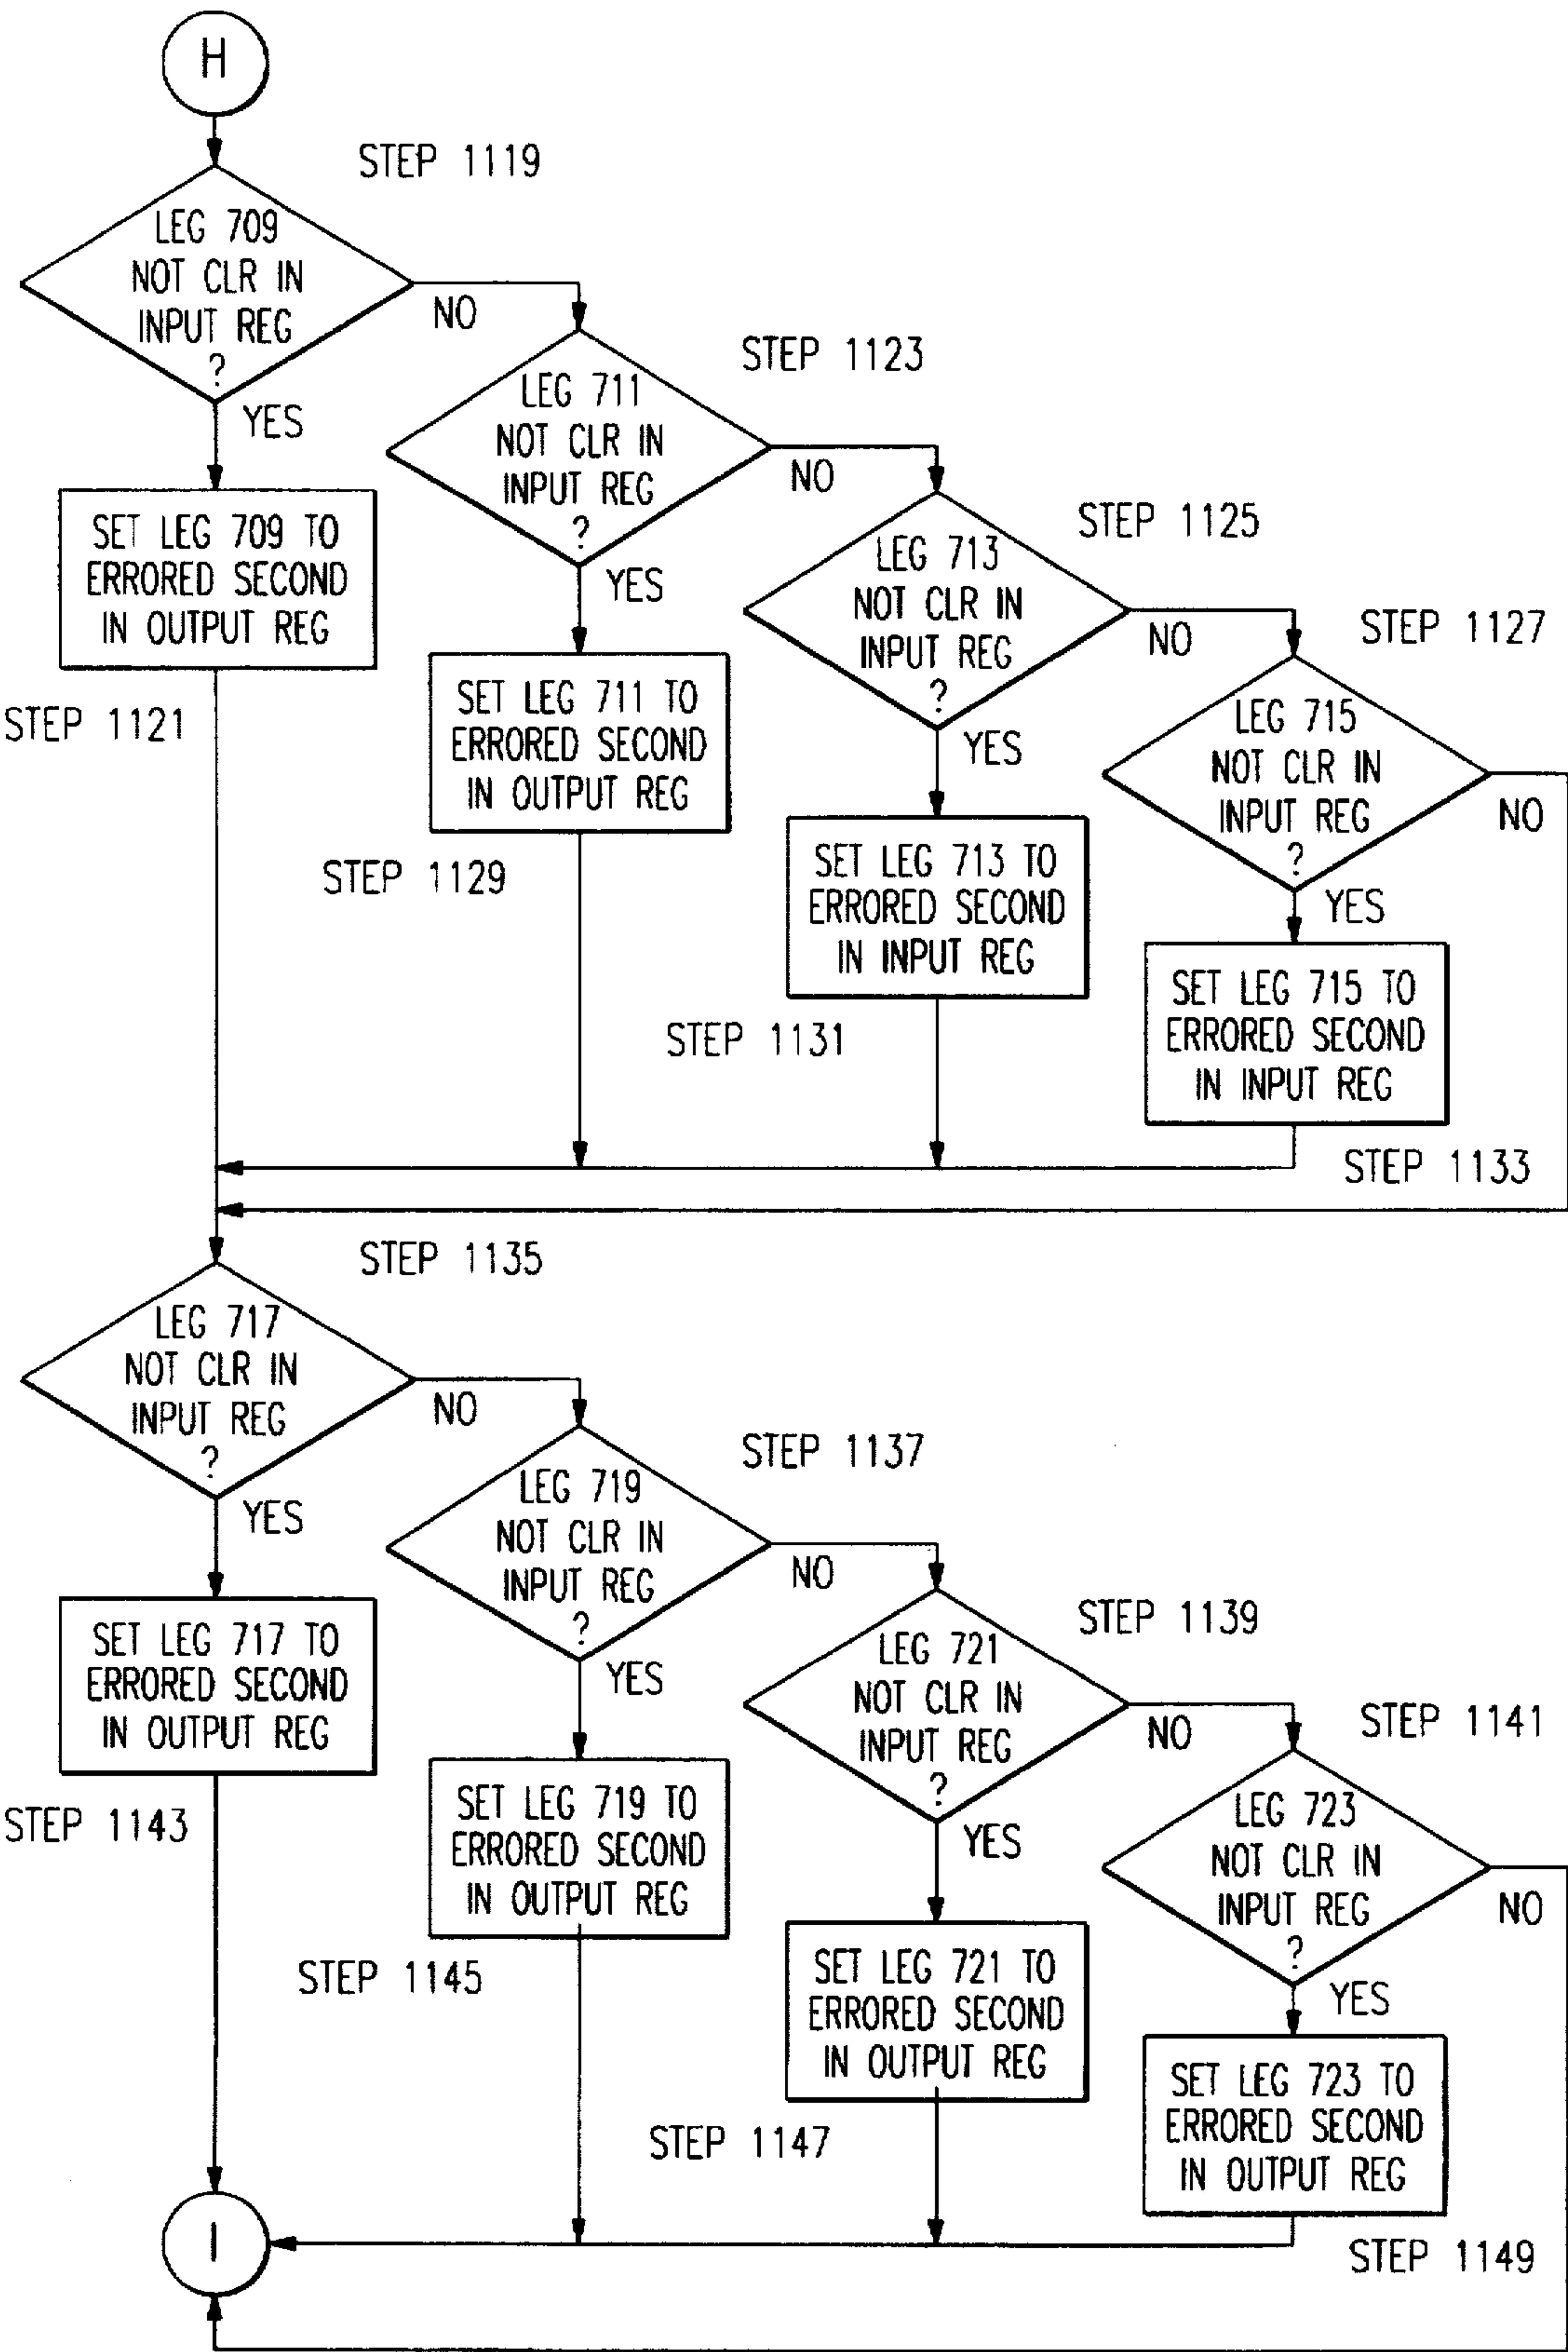 H
STEP 1119
LEG 709
NOT CLR IN
INPUT REG
?
NO
YES
STEP 1123
LEG 711
NOT CLR IN
INPUT REG
?
NO
YES
STEP 1125
LEG 713
NOT CLR IN
INPUT REG
?
NO
YES
STEP 1127
LEG 715
NOT CLR IN
INPUT REG
?
NO
YES
SET LEG 709 TO
ERRORED SECOND
IN OUTPUT REG
STEP 1121
SET LEG 711 TO
ERRORED SECOND
IN OUTPUT REG
STEP 1129
SET LEG 713 TO
ERRORED SECOND
IN INPUT REG
STEP 1131
SET LEG 715 TO
ERRORED SECOND
IN INPUT REG
STEP 1133
STEP 1135
LEG 717
NOT CLR IN
INPUT REG
?
NO
YES
STEP 1137
LEG 719
NOT CLR IN
INPUT REG
?
NO
YES
STEP 1139
LEG 721
NOT CLR IN
INPUT REG
?
NO
YES
STEP 1141
LEG 723
NOT CLR IN
INPUT REG
?
NO
YES
SET LEG 717 TO
ERRORED SECOND
IN OUTPUT REG
STEP 1143
SET LEG 719 TO
ERRORED SECOND
IN OUTPUT REG
STEP 1145
SET LEG 721 TO
ERRORED SECOND
IN OUTPUT REG
STEP 1147
SET LEG 723 TO
ERRORED SECOND
IN OUTPUT REG
STEP 1149
I